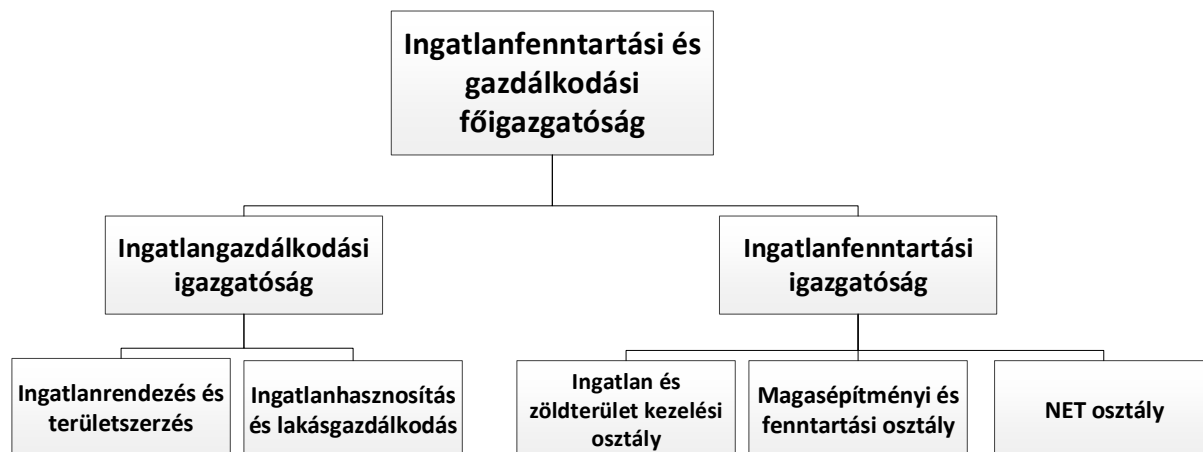 Ingatlanfenntartási és
gazdálkodási
főigazgatóság
Ingatlangazdálkodási
igazgatóság
Ingatlanfenntartási
igazgatóság
Ingatlanrendezés és
területszerzés
Ingatlanhasznosítás
és lakásgazdálkodás
Ingatlan és
zöldterület kezelési
osztály
Magasépítményi és
fenntartási osztály
NET osztály